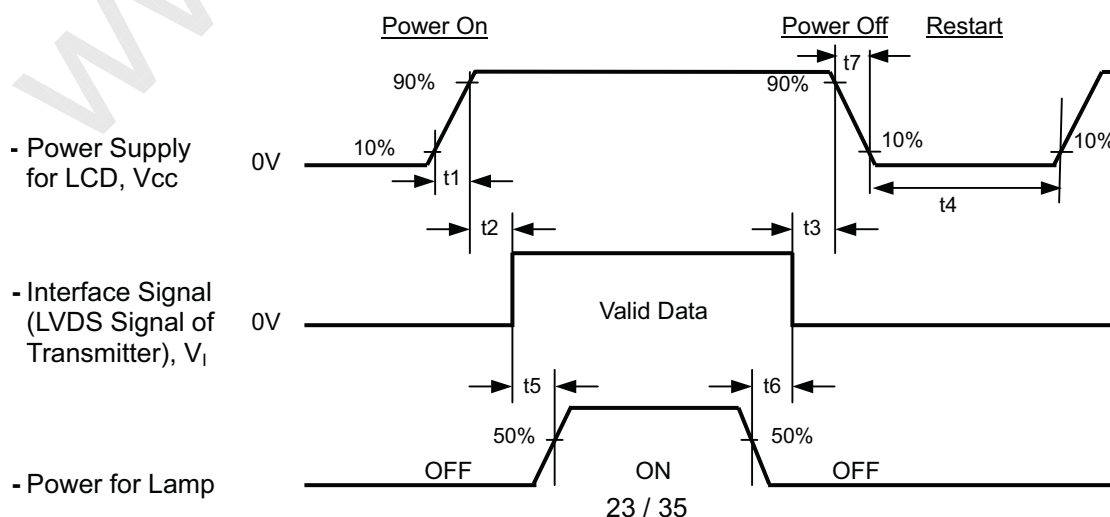 Power On
Power Off
Restart
t7
90%
90%
- Power Supply
for LCD, Vcc
0V
10%
10%
10%
t1
t4
t2
t3
- Interface Signal
(LVDS Signal of
Transmitter), VI
0V
Valid Data
t5
t6
50%
50%
- Power for Lamp
OFF
ON
OFF
23 / 35